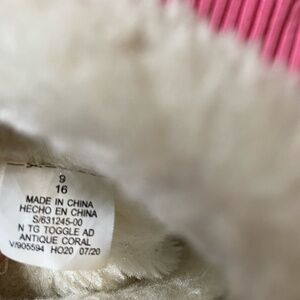 9
16
MADE IN CHINA
HECHO EN CHINA
S/631245-00
N TG TOGGLE AD
ANTIQUE CORAL
V/905594 HO20 07/20